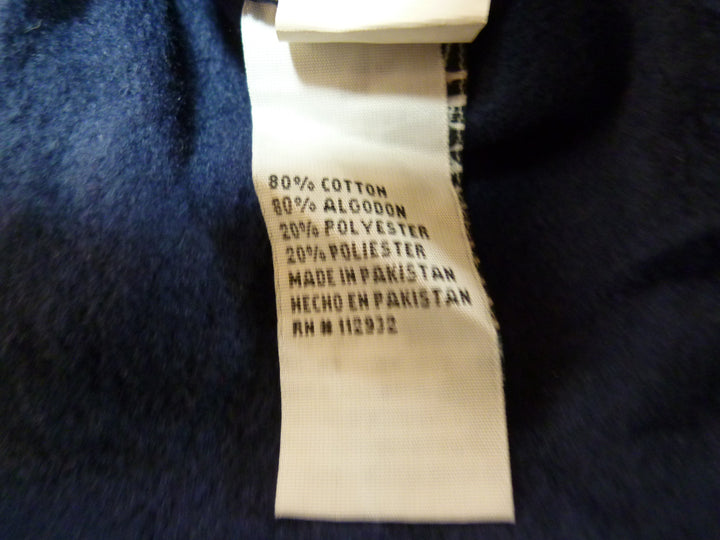 80% COTTON
80% ALGODON
20% POLYESTER
20% POLIESTER
MADE IN PAKISTAN
HECHO EN PAKISTAN
RN # 112932